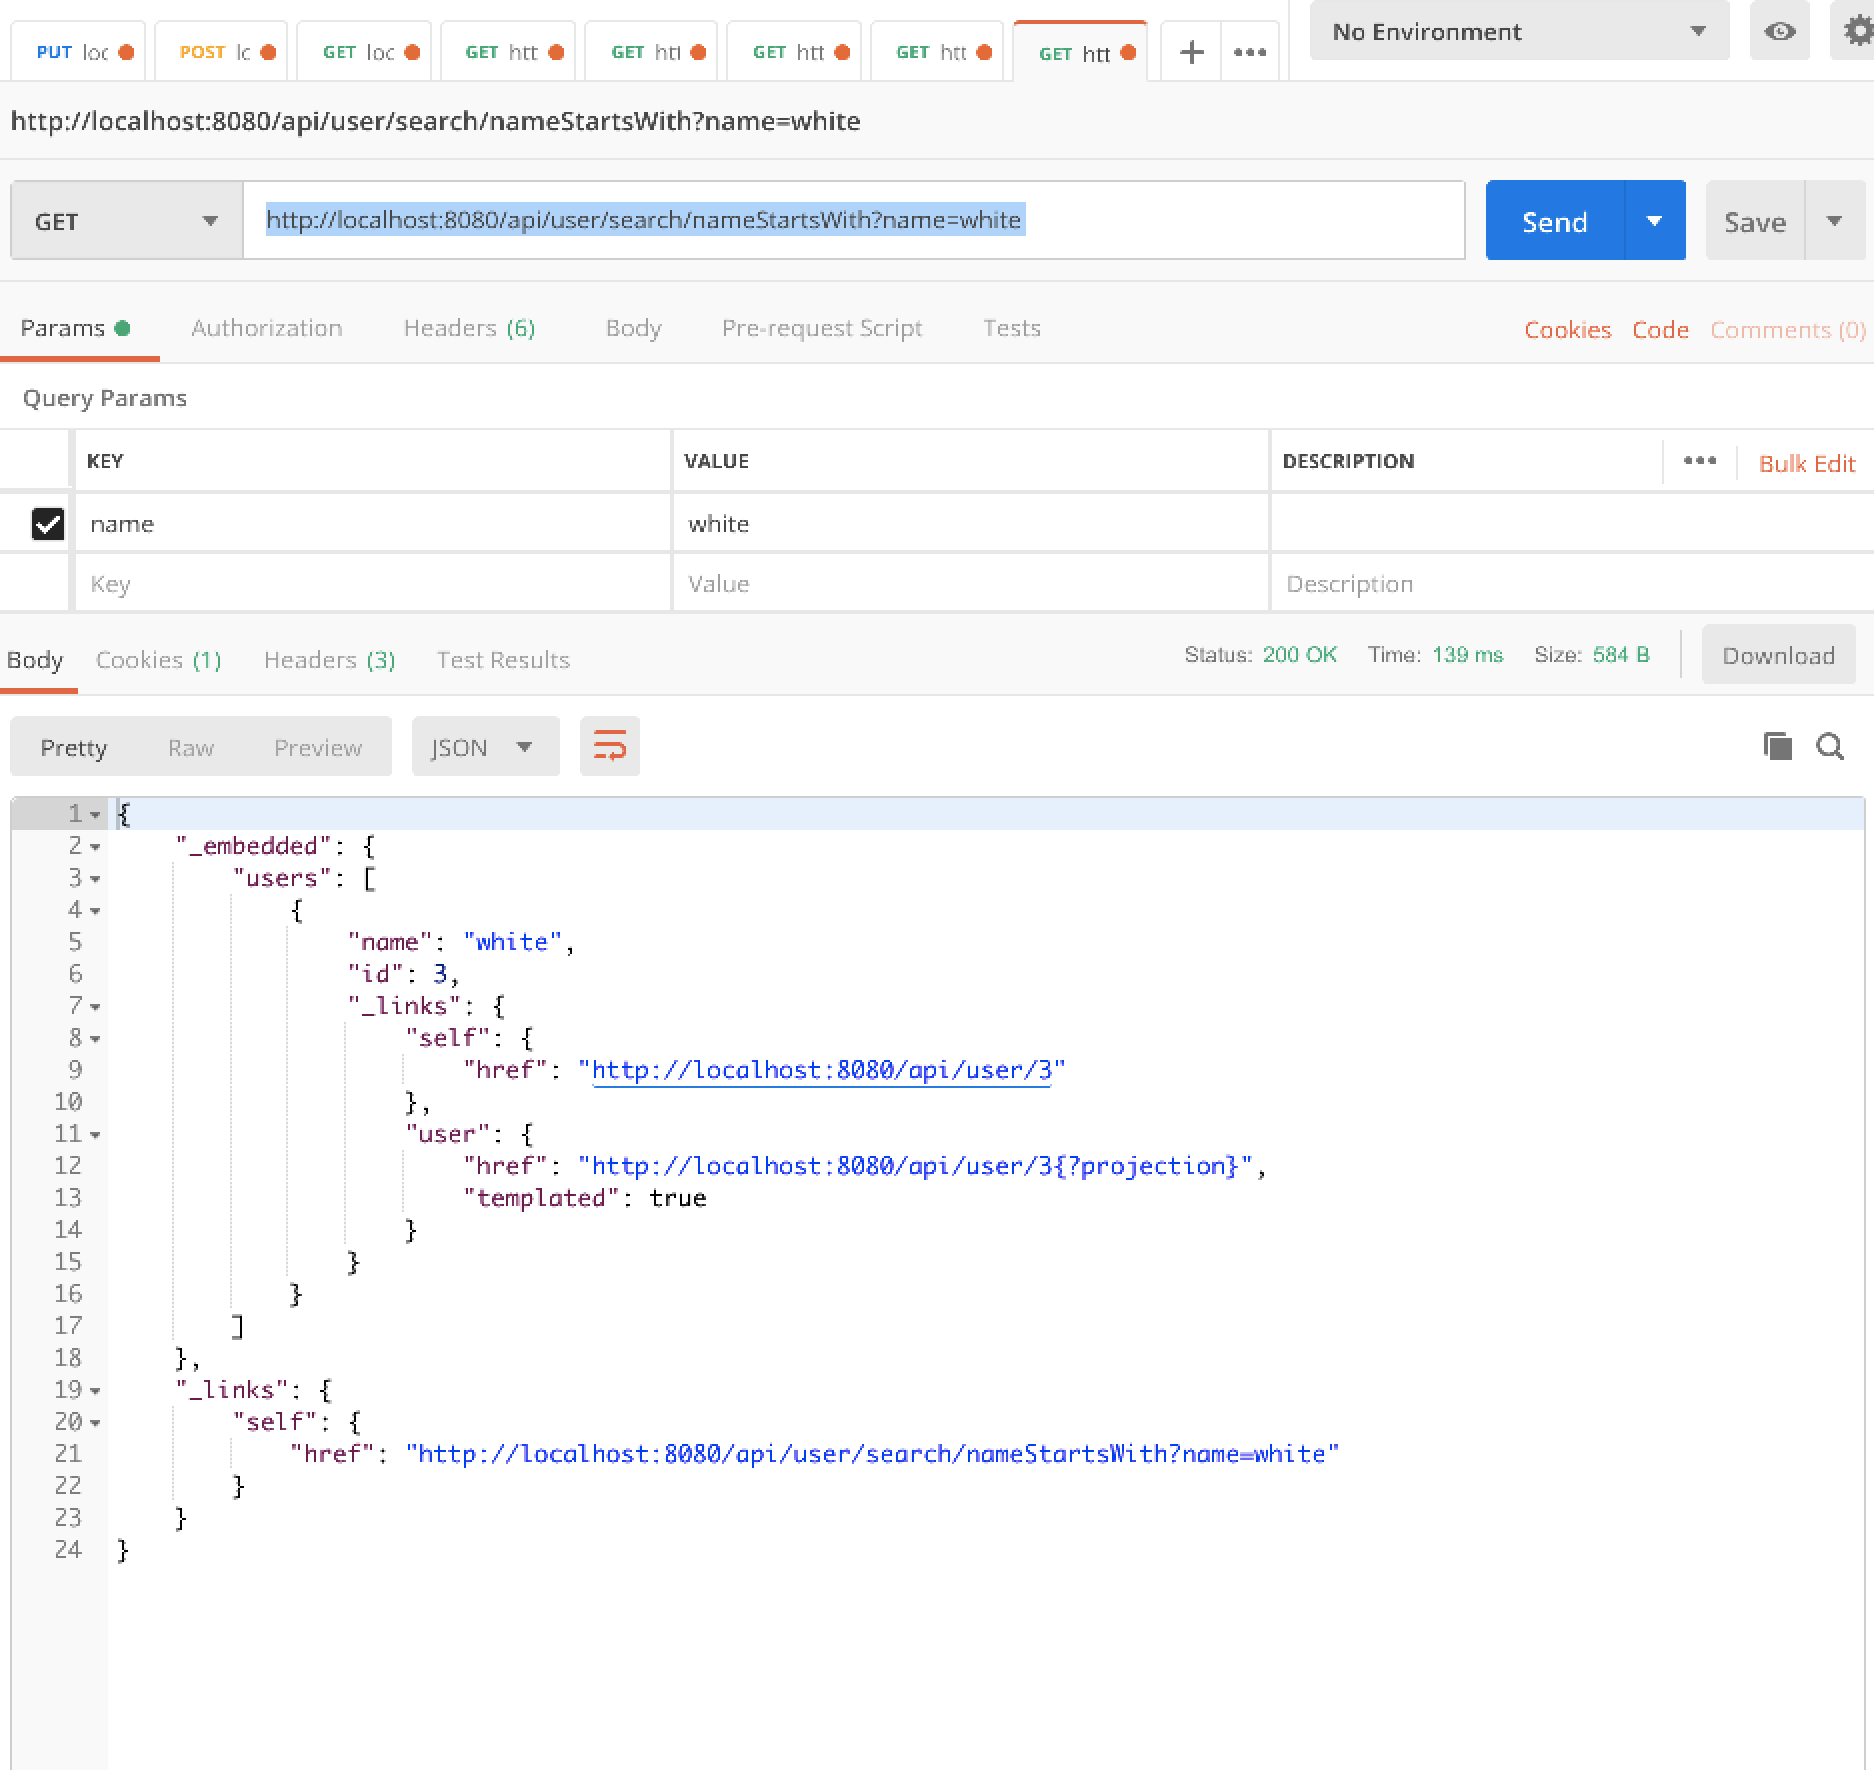 PUT loc POST lc GET loc GET htt GET htt GET htt GET htt GET htt No Environment
http://localhost:8080/api/user/search/nameStartsWith?name=white
GET http://localhost:8080/api/user/search/nameStartsWith?name=white Send Save
Params Authorization Headers (6) Body Pre-request Script Tests Cookies Code Comments (0)
Query Params
KEY VALUE DESCRIPTION Bulk Edit
name white
Key Value Description
Body Cookies (1) Headers (3) Test Results Status: 200 OK Time: 139 ms Size: 584 B Download
Pretty Raw Preview JSON
1 {
2 "_embedded": {
3 "users": [
4 {
5 "name": "white",
6 "id": 3,
7 "_links": {
8 "self": {
9 "href": "http://localhost:8080/api/user/3"
10 },
11 "user": {
12 "href": "http://localhost:8080/api/user/3{?projection}",
13 "templated": true
14 }
15 }
16 }
17 ]
18 },
19 "_links": {
20 "self": {
21 "href": "http://localhost:8080/api/user/search/nameStartsWith?name=white"
22 }
23 }
24 }